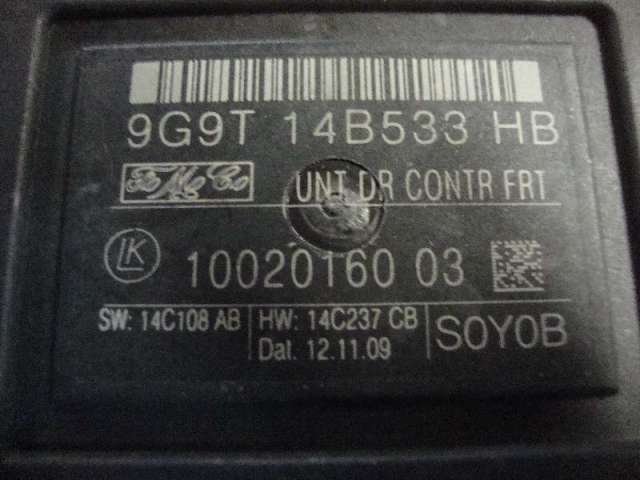 9G9T 14B533 HB
FoMoCo UNT DR CONTR FRT
LK 10020160 03
SW: 14C108 AB HW: 14C237 CB S0Y0B
Dat. 12.11.09